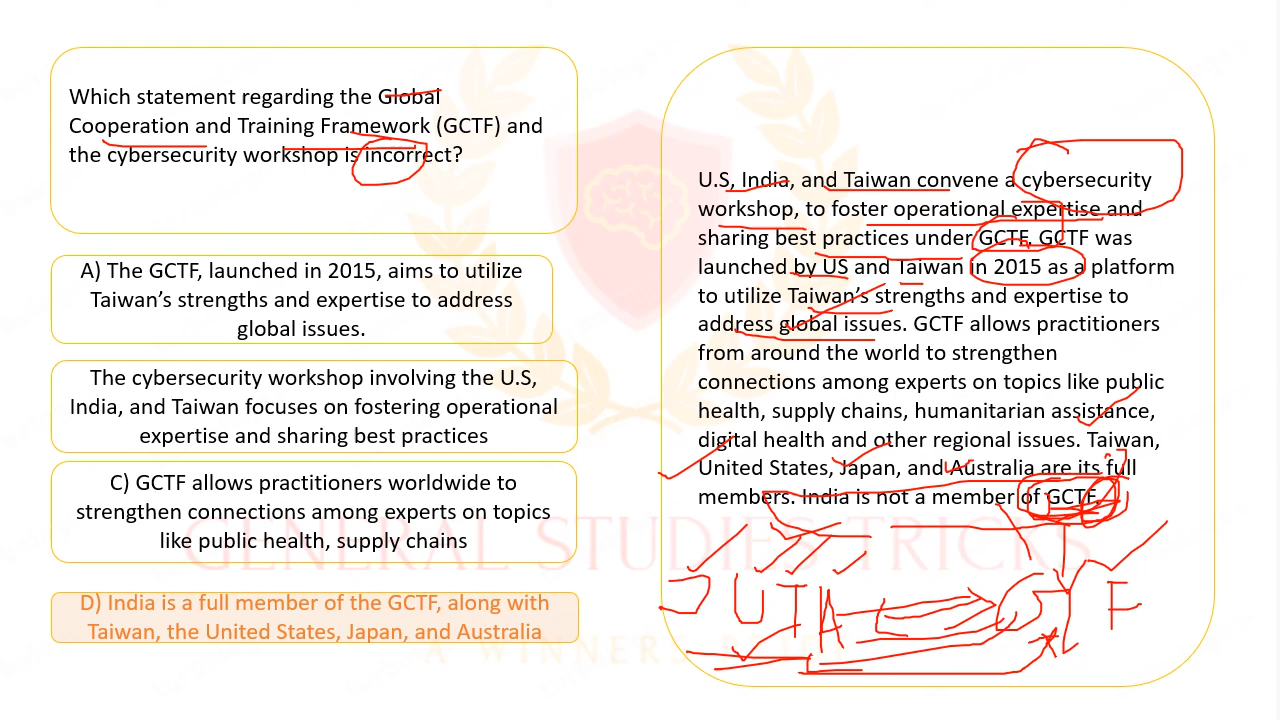 Which statement regarding the Global
Cooperation and Training Framework (GCTF) and
the cybersecurity workshop is incorrect?
A) The GCTF, launched in 2015, aims to utilize
Taiwan’s strengths and expertise to address
global issues.
The cybersecurity workshop involving the U.S,
India, and Taiwan focuses on fostering operational
expertise and sharing best practices
C) GCTF allows practitioners worldwide to
strengthen connections among experts on topics
like public health, supply chains
D) India is a full member of the GCTF, along with
Taiwan, the United States, Japan, and Australia
U.S, India, and Taiwan convene a cybersecurity
workshop, to foster operational expertise and
sharing best practices under GCTF. GCTF was
launched by US and Taiwan in 2015 as a platform
to utilize Taiwan’s strengths and expertise to
address global issues. GCTF allows practitioners
from around the world to strengthen
connections among experts on topics like public
health, supply chains, humanitarian assistance,
digital health and other regional issues. Taiwan,
United States, Japan, and Australia are its full
members. India is not a member of GCTF.
JUTA
GENERAL STUDIES TRICKS